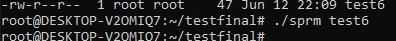 -rw-r--r-- 1 root root 47 Jun 12 22:09 test6
root@DESKTOP-V2OMIQ7:~/testfinal# ./sprm test6
root@DESKTOP-V2OMIQ7:~/testfinal#